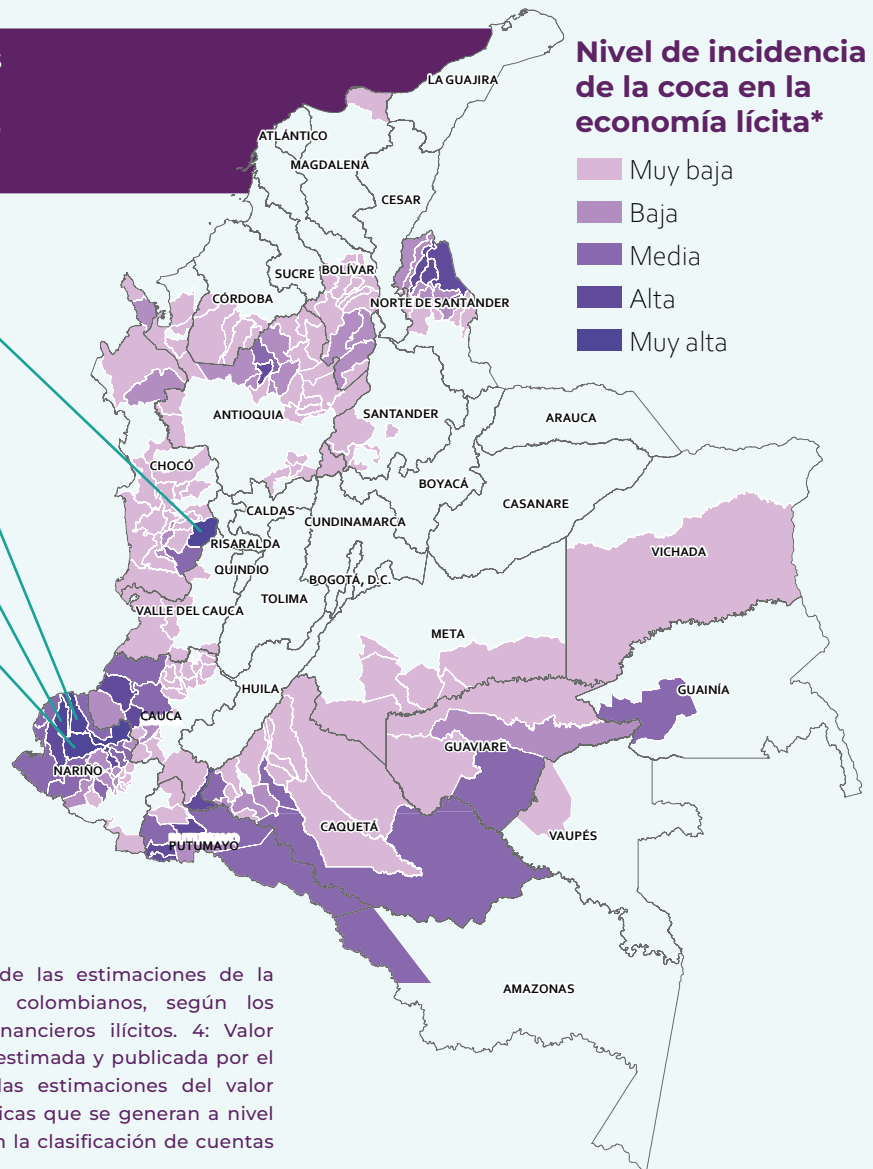 s
Nivel de incidencia
de la coca en la
economía lícita*
Muy baja
Baja
Media
Alta
Muy alta
LA GUAJIRA
ATLÁNTICO
MAGDALENA
CESAR
SUCRE
BOLÍVAR
CÓRDOBA
NORTE DE SANTANDER
ANTIOQUIA
SANTANDER
ARAUCA
CHOCÓ
BOYACÁ
CASANARE
CALDAS
CUNDINAMARCA
RISARALDA
VICHADA
QUINDIO
BOGOTÁ, D.C.
TOLIMA
VALLE DEL CAUCA
META
HUILA
GUAINÍA
CAUCA
GUAVIARE
NARIÑO
CAQUETÁ
VAUPÉS
PUTUMAYO
AMAZONAS
de las estimaciones de la
colombianos, según los
nancieros ilícitos. 4: Valor
estimada y publicada por el
las estimaciones del valor
icas que se generan a nivel
n la clasificación de cuentas